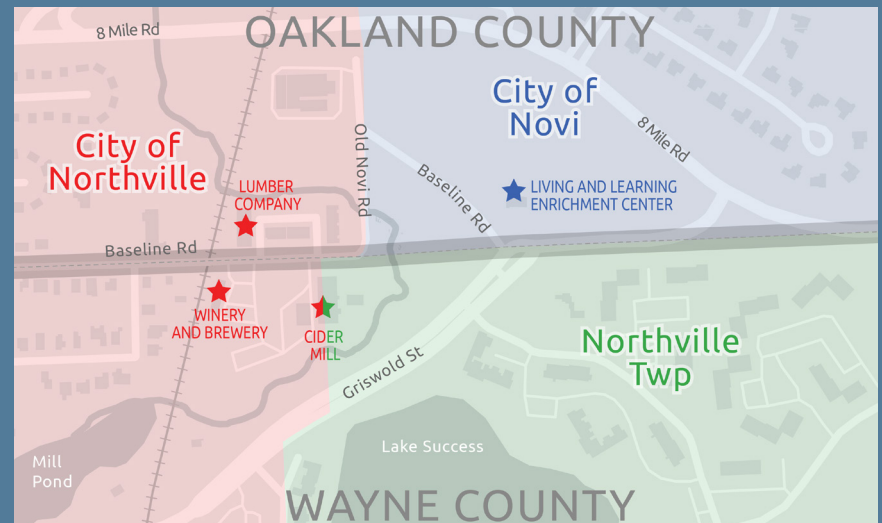 OAKLAND COUNTY
8 Mile Rd
City of
Novi
8 Mile Rd
City of
Northville
Old Novi Rd
Baseline Rd
LUMBER
COMPANY
LIVING AND LEARNING
ENRICHMENT CENTER
Baseline Rd
WINERY
AND BREWERY
CIDER
MILL
Northville
Twp
Griswold St
Lake Success
Mill
Pond
WAYNE COUNTY